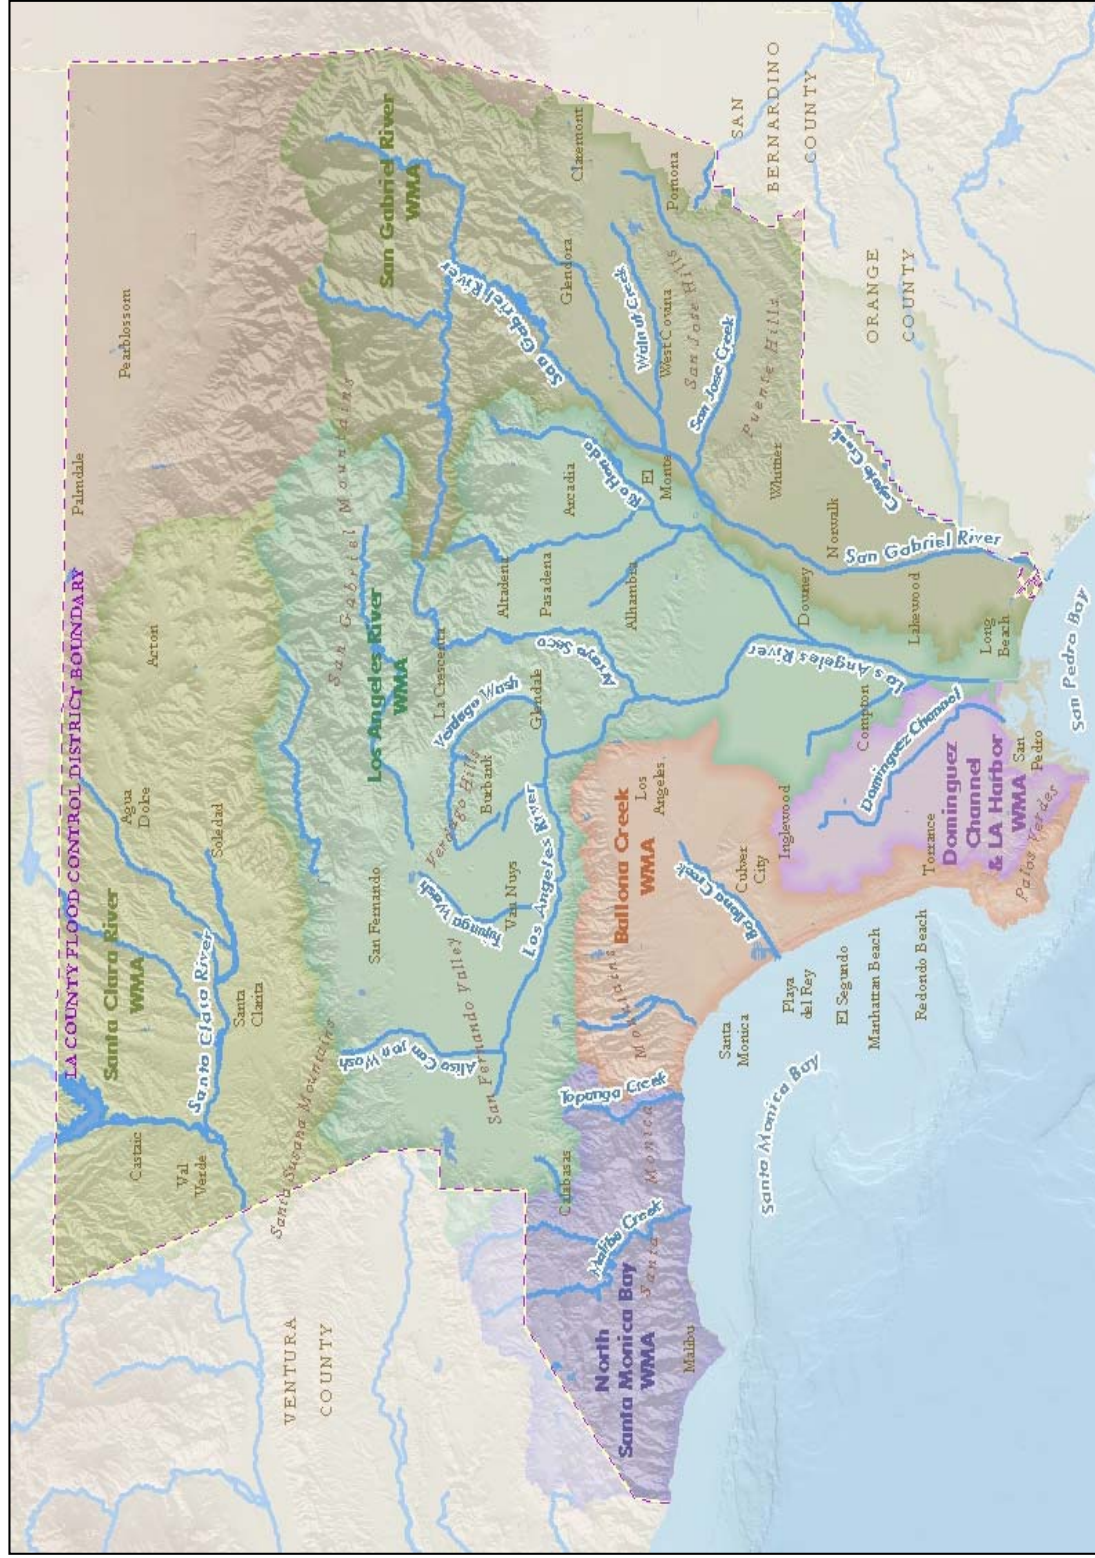 LA COUNTY FLOOD CONTROL DISTRICT BOUNDARY
Palmdale
Pearblossom
Santa Clara River
WMA
Castaic
Val
Verde
Santa Clara River
Santa
Clarita
Agua
Dolce
Soledad
Acton
Santa Susana Mountains
VENTURA
COUNTY
San Gabriel Mountains
Los Angeles River
WMA
San Gabriel River
WMA
San Fernando
Aliso Canyon Wash
San Fernando Valley
Tujunga Wash
Van Nuys
Verdugo Hills
Burbank
Verdugo Wash
La Crescenta
Glendale
Los Angeles River
Arroyo Seco
Altadena
Pasadena
Alhambra
Arcadia
Rio Hondo
El
Monte
San Gabriel River
Glendora
Claremont
Walnut Creek
West Covina
San Jose Hills
San Jose Creek
Pomona
Puente Hills
Whittier
SAN
BERNARDINO
COUNTY
ORANGE
COUNTY
Calabasas
Topanga Creek
Malibu Creek
North
Santa Monica Bay
WMA
Santa Monica Mountains
Malibu
Ballona Creek
WMA
Los
Angeles
Ballona Creek
Culver
City
Santa
Monica
Playa
del Rey
El Segundo
Manhattan Beach
Redondo Beach
Santa Monica Bay
Inglewood
Torrance
Compton
Dominguez Channel
Los Angeles River
Dominguez
Channel
& LA Harbor
WMA
Palos Verdes
San
Pedro
Downey
Norwalk
Lakewood
Long
Beach
Coyote Creek
San Gabriel River
San Pedro Bay